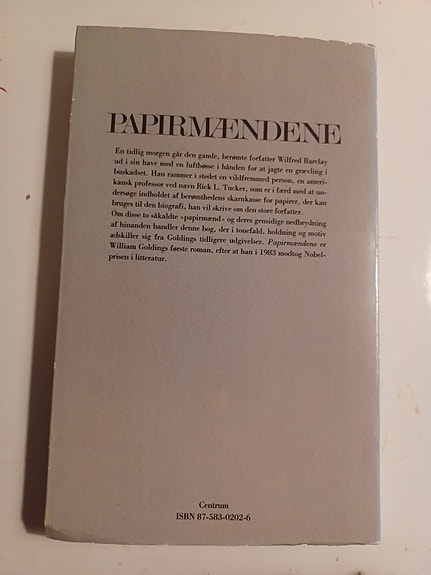 PAPIRMÆNDENE
En tidlig morgen går den gamle, berømte forfatter Wilfred Barclay
ud i sin have med en luftbøsse i hånden for at jagte en grævling i
buskadset. Han rammer i stedet en vildfremmed person, en ameri-
kansk professor ved navn Rick L. Tucker, som er i færd med at un-
dersøge indholdet af berømthedens skarnkasse for papirer, der kan
bruges til den biografi, han vil skrive om den store forfatter.
Om disse to såkaldte »papirmænd« og deres gensidige nedbrydning
af hinanden handler denne bog, der i tonefald, holdning og motiv
adskiller sig fra Goldings tidligere udgivelser. Papirmændene er
William Goldings første roman, efter at han i 1983 modtog Nobel-
prisen i litteratur.
Centrum
ISBN 87-583-0202-6